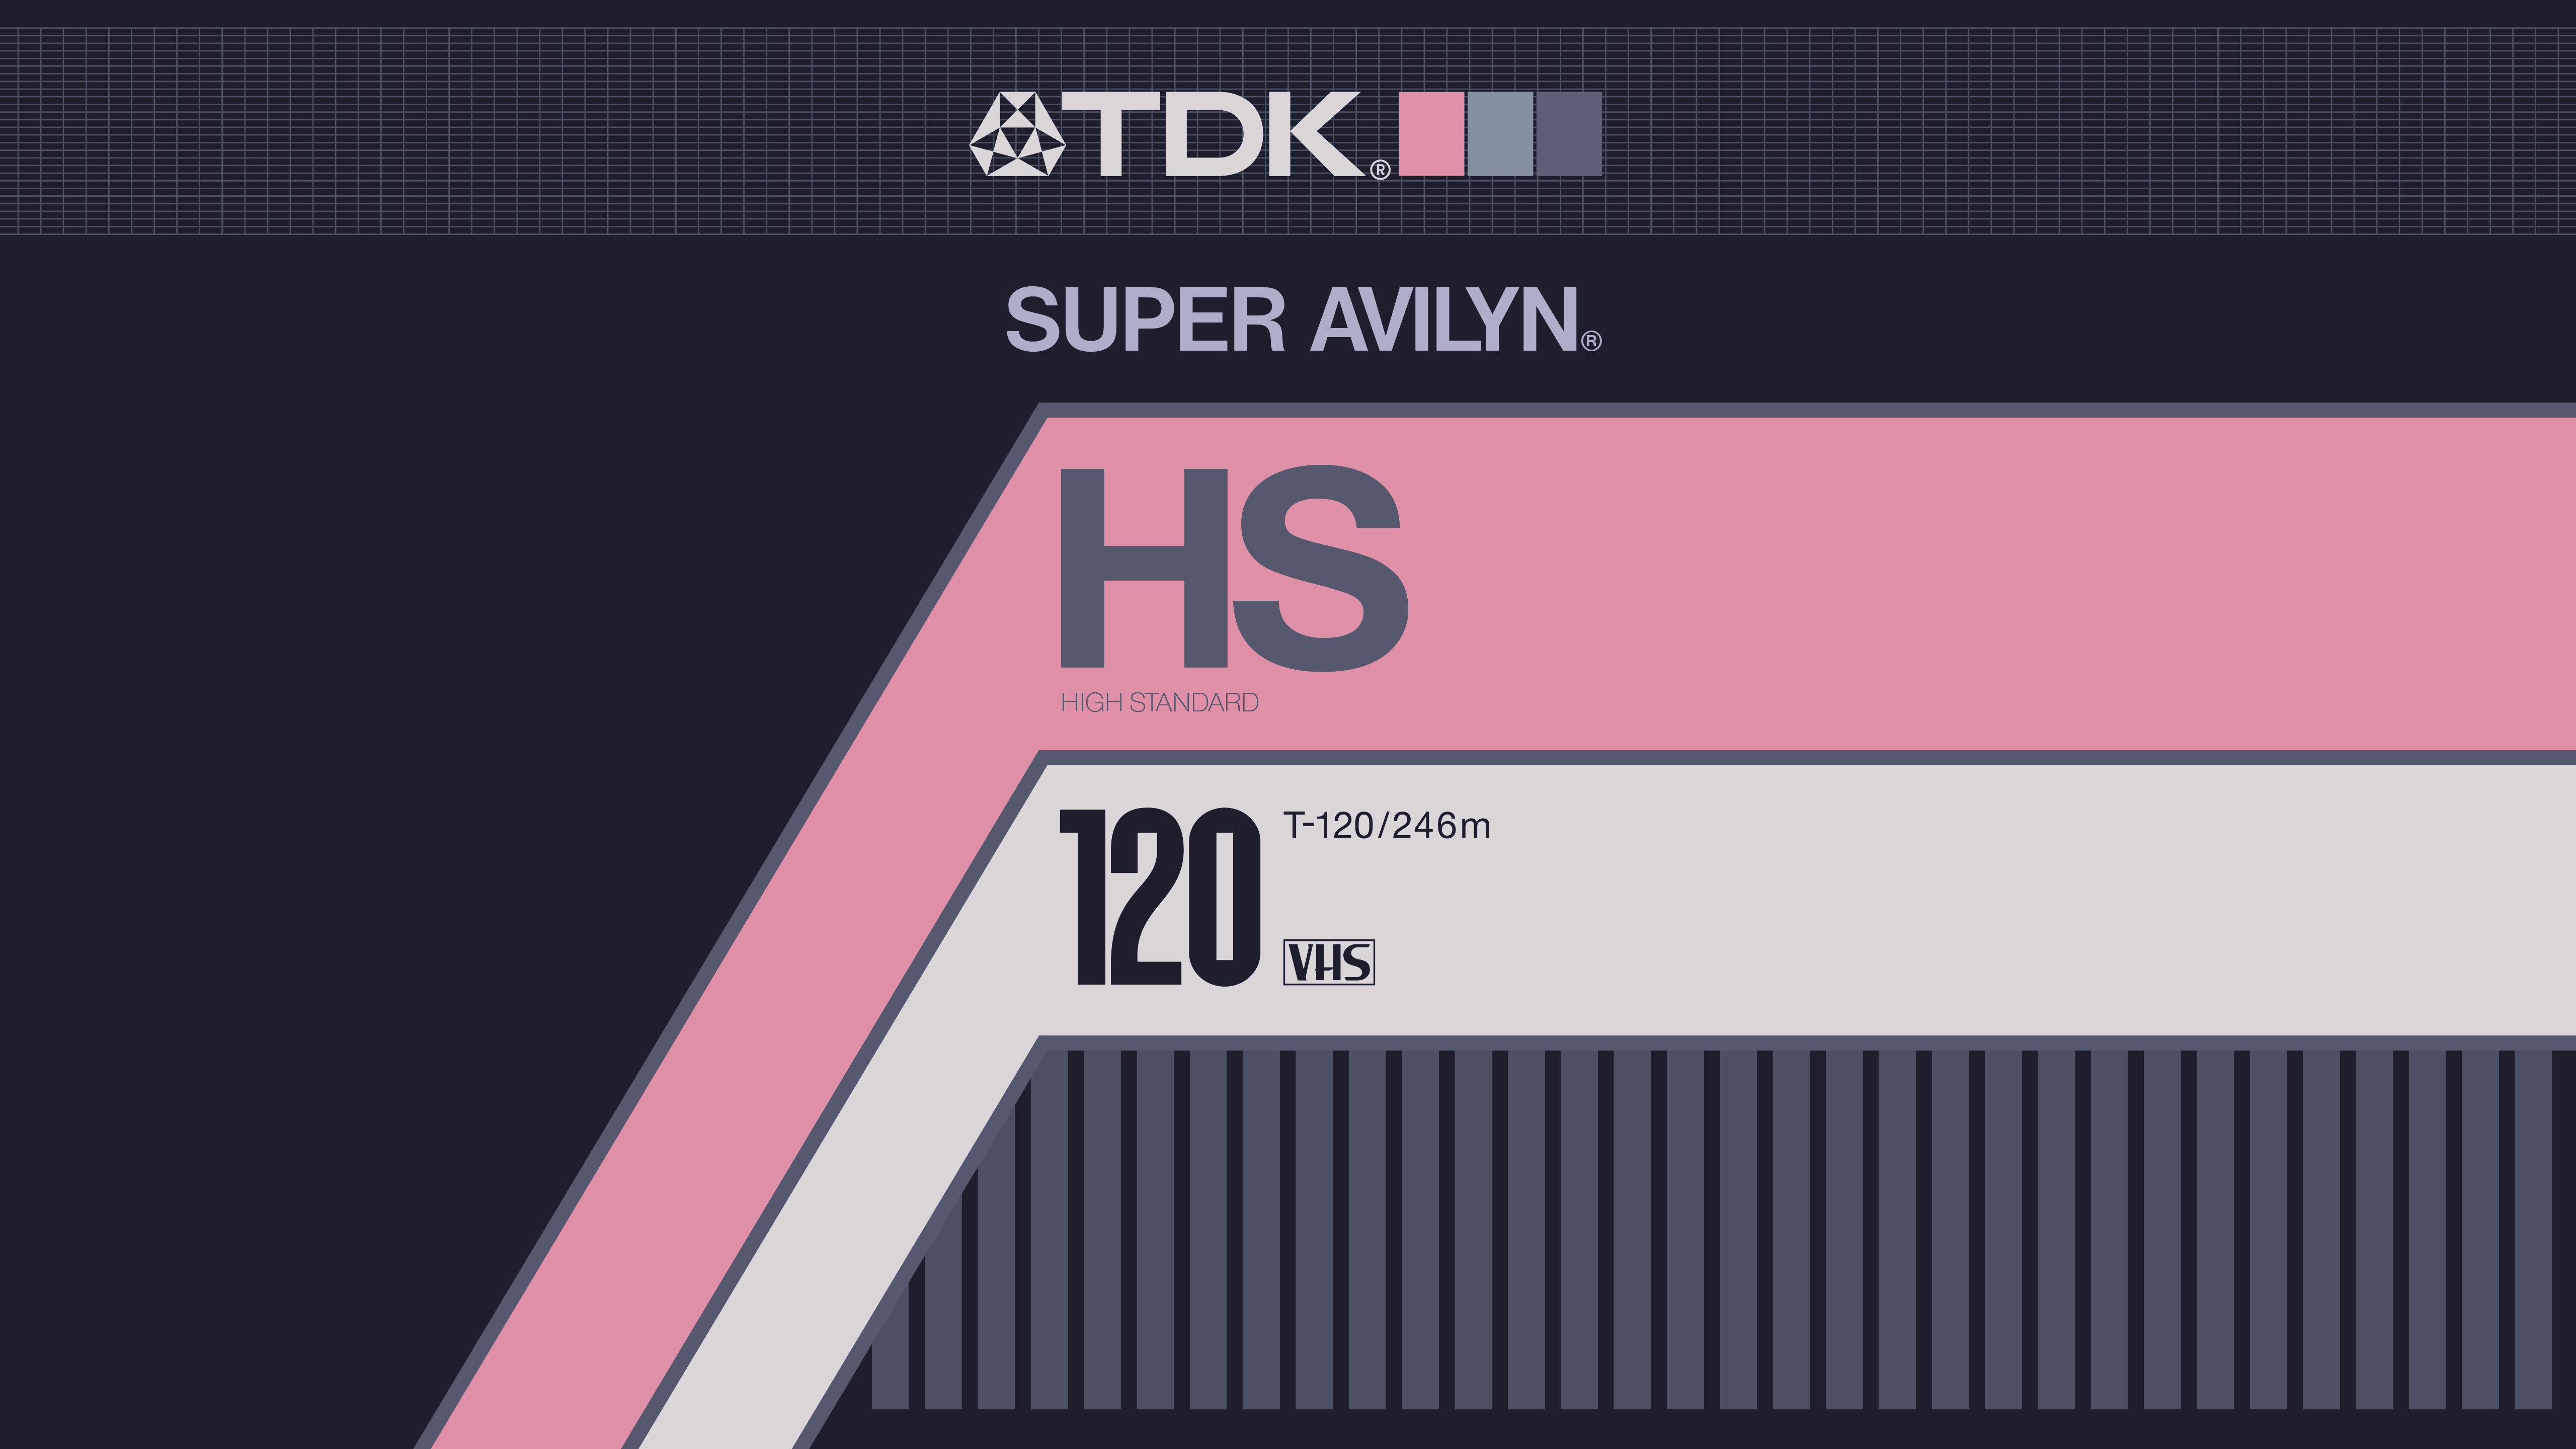 TDK®
SUPER AVILYN®
HS
HIGH STANDARD
120
T-120/246m
VHS